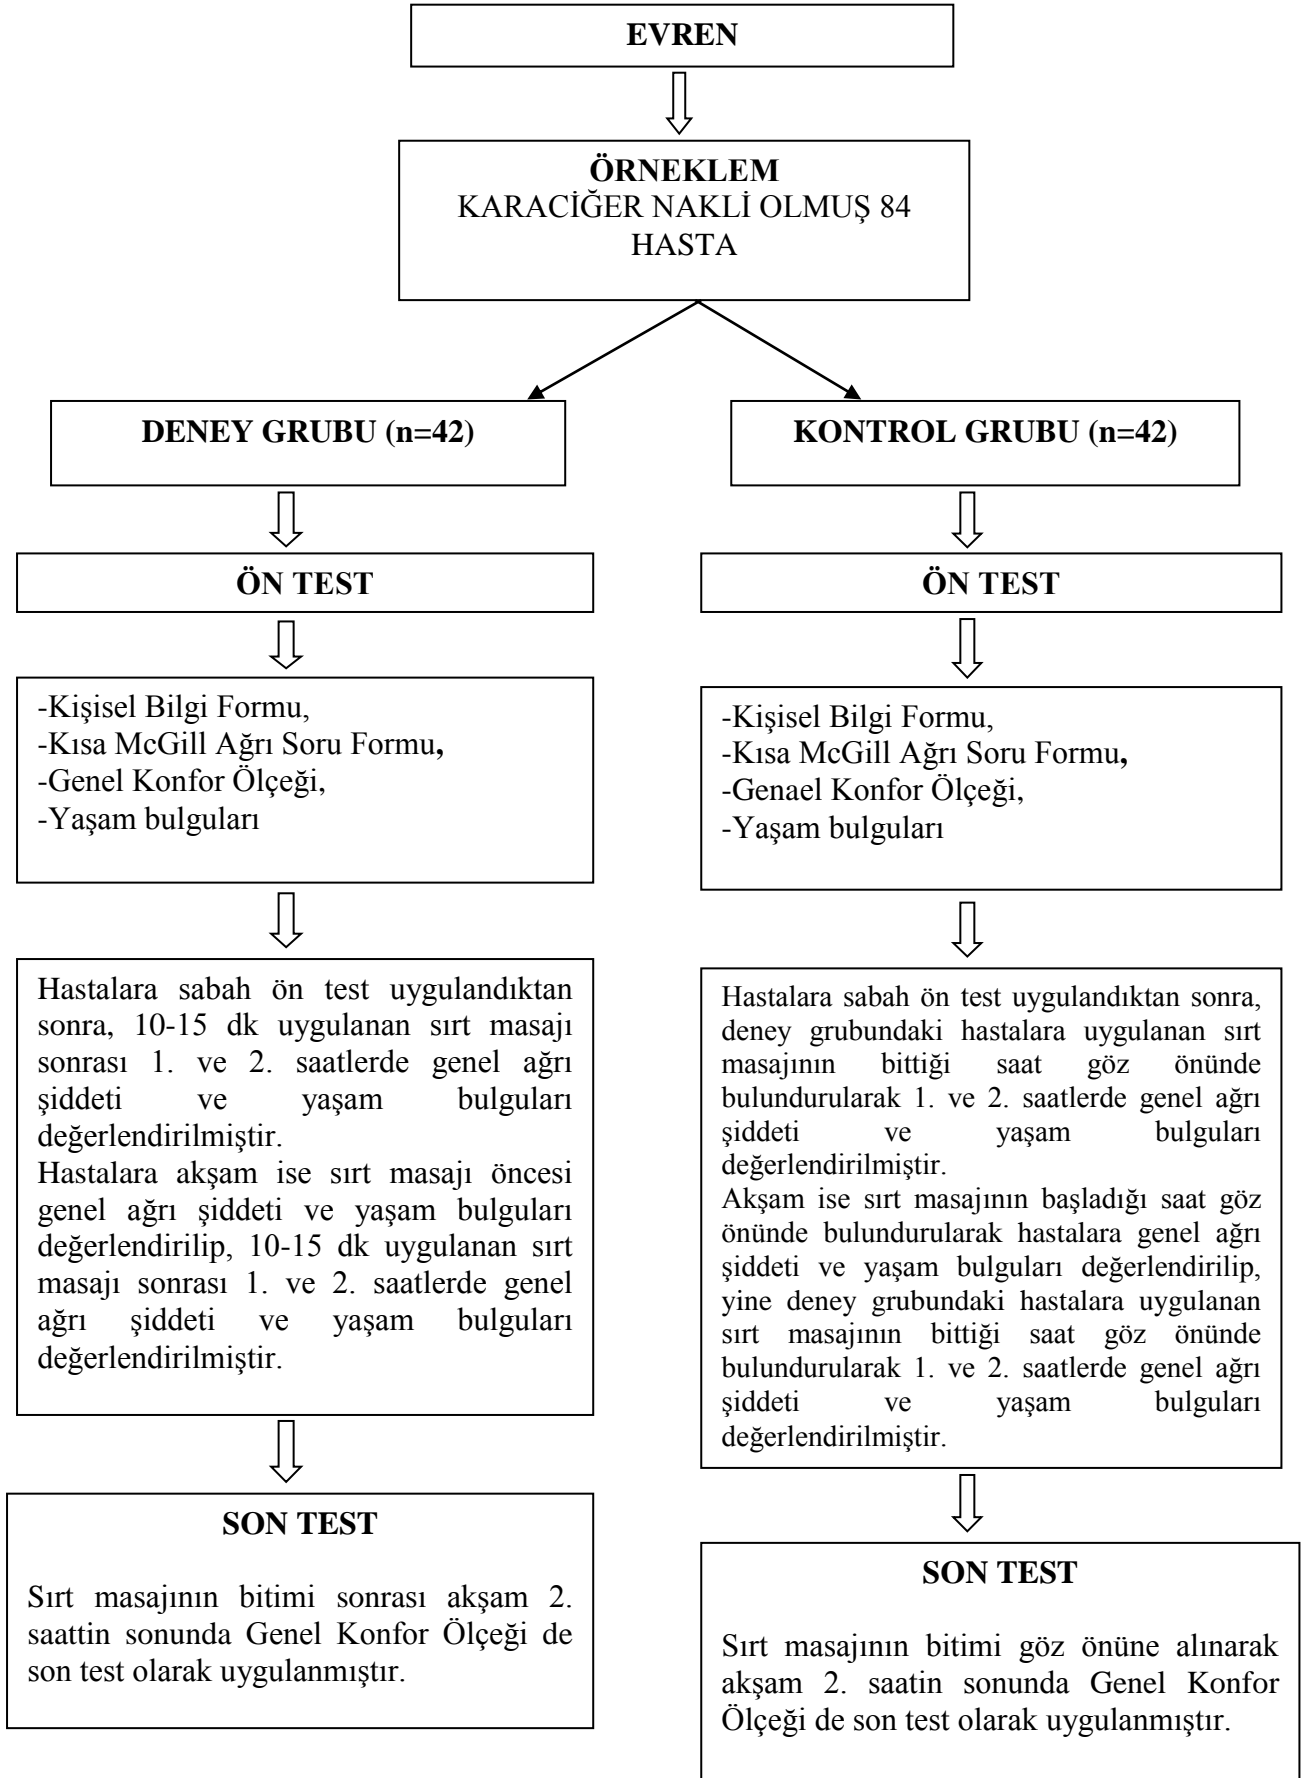 EVREN
ÖRNEKLEM
KARACİĞER NAKLİ OLMUŞ 84
HASTA
DENEY GRUBU (n=42)
ÖN TEST
-Kişisel Bilgi Formu,
-Kısa McGill Ağrı Soru Formu,
-Genel Konfor Ölçeği,
-Yaşam bulguları
Hastalara sabah ön test uygulandıktan
sonra, 10-15 dk uygulanan sırt masajı
sonrası 1. ve 2. saatlerde genel ağrı
şiddeti ve yaşam bulguları
değerlendirilmiştir.
Hastalara akşam ise sırt masajı öncesi
genel ağrı şiddeti ve yaşam bulguları
değerlendirilip, 10-15 dk uygulanan sırt
masajı sonrası 1. ve 2. saatlerde genel
ağrı şiddeti ve yaşam bulguları
değerlendirilmiştir.
SON TEST
Sırt masajının bitimi sonrası akşam 2.
saattin sonunda Genel Konfor Ölçeği de
son test olarak uygulanmıştır.
KONTROL GRUBU (n=42)
ÖN TEST
-Kişisel Bilgi Formu,
-Kısa McGill Ağrı Soru Formu,
-Genael Konfor Ölçeği,
-Yaşam bulguları
Hastalara sabah ön test uygulandıktan sonra,
deney grubundaki hastalara uygulanan sırt
masajının bittiği saat göz önünde
bulundurularak 1. ve 2. saatlerde genel ağrı
şiddeti ve yaşam bulguları
değerlendirilmiştir.
Akşam ise sırt masajının başladığı saat göz
önünde bulundurularak hastalara genel ağrı
şiddeti ve yaşam bulguları değerlendirilip,
yine deney grubundaki hastalara uygulanan
sırt masajının bittiği saat göz önünde
bulundurularak 1. ve 2. saatlerde genel ağrı
şiddeti ve yaşam bulguları
değerlendirilmiştir.
SON TEST
Sırt masajının bitimi göz önüne alınarak
akşam 2. saatin sonunda Genel Konfor
Ölçeği de son test olarak uygulanmıştır.